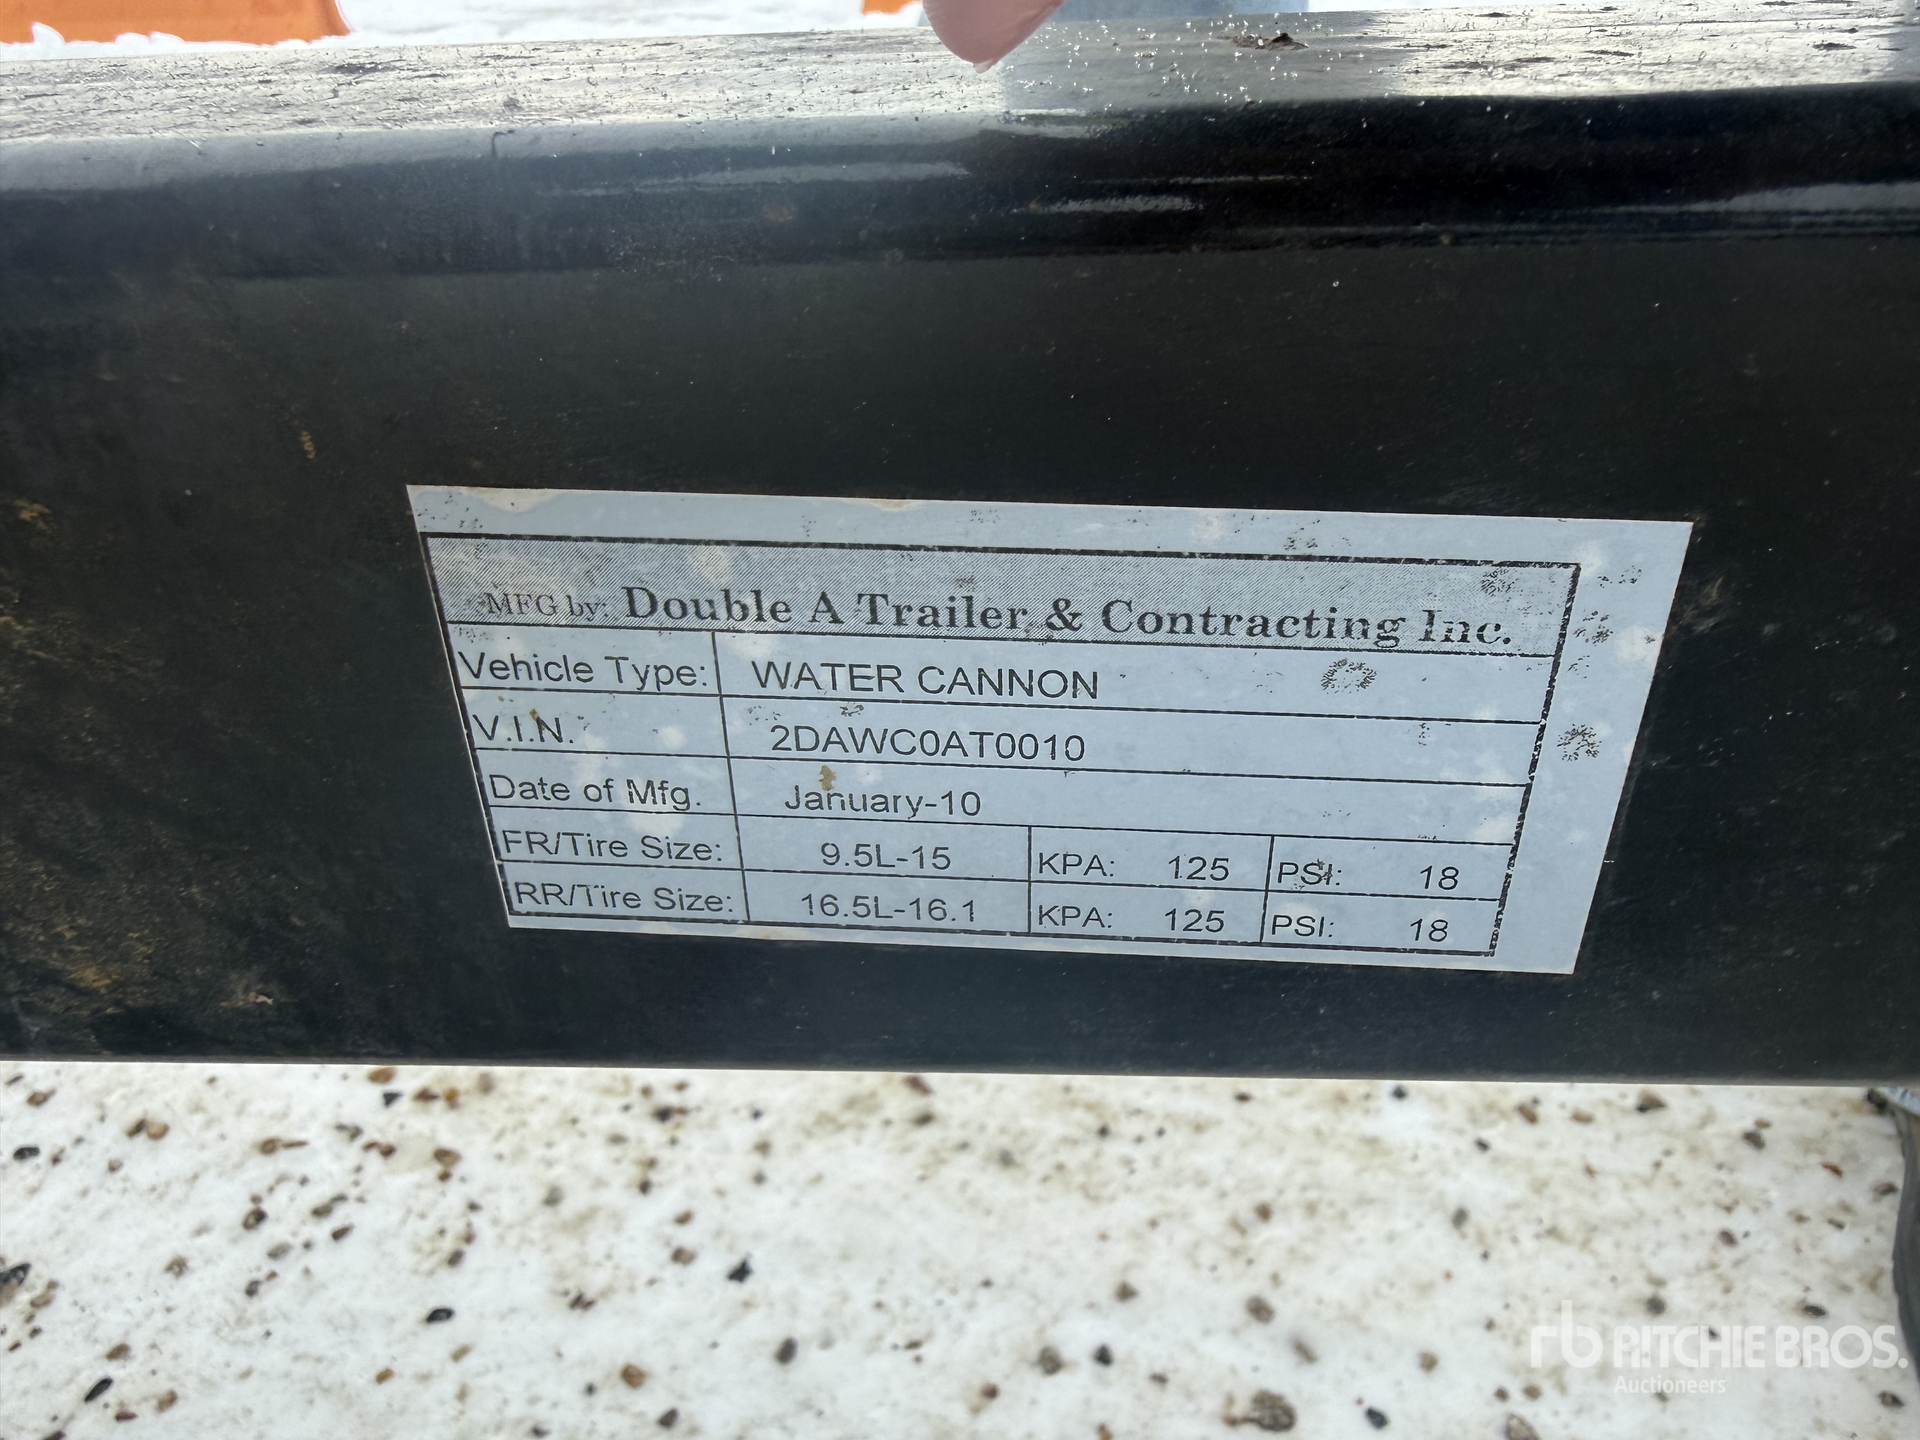 MFG by: Double A Trailer & Contracting Inc.
Vehicle Type: WATER CANNON
V.I.N. 2DAWC0AT0010
Date of Mfg. January-10
FR/Tire Size: 9.5L-15 KPA: 125 PSI: 18
RR/Tire Size: 16.5L-16.1 KPA: 125 PSI: 18
rb RITCHIE BROS.
Auctioneers